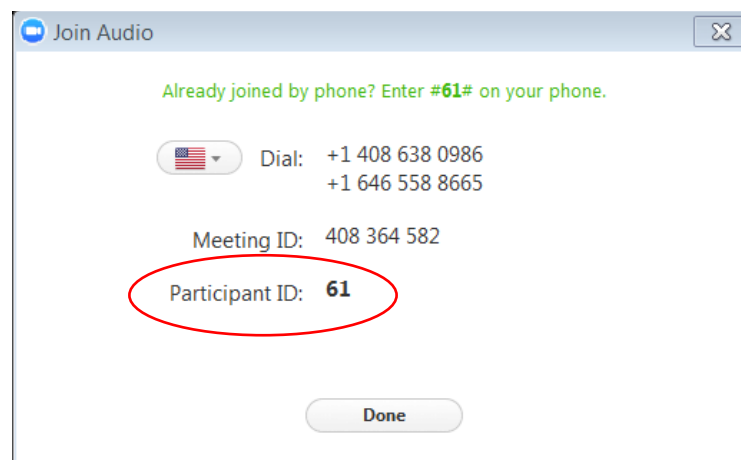 Join Audio
Already joined by phone? Enter #61# on your phone.
Dial: +1 408 638 0986
+1 646 558 8665
Meeting ID: 408 364 582
Participant ID: 61
Done